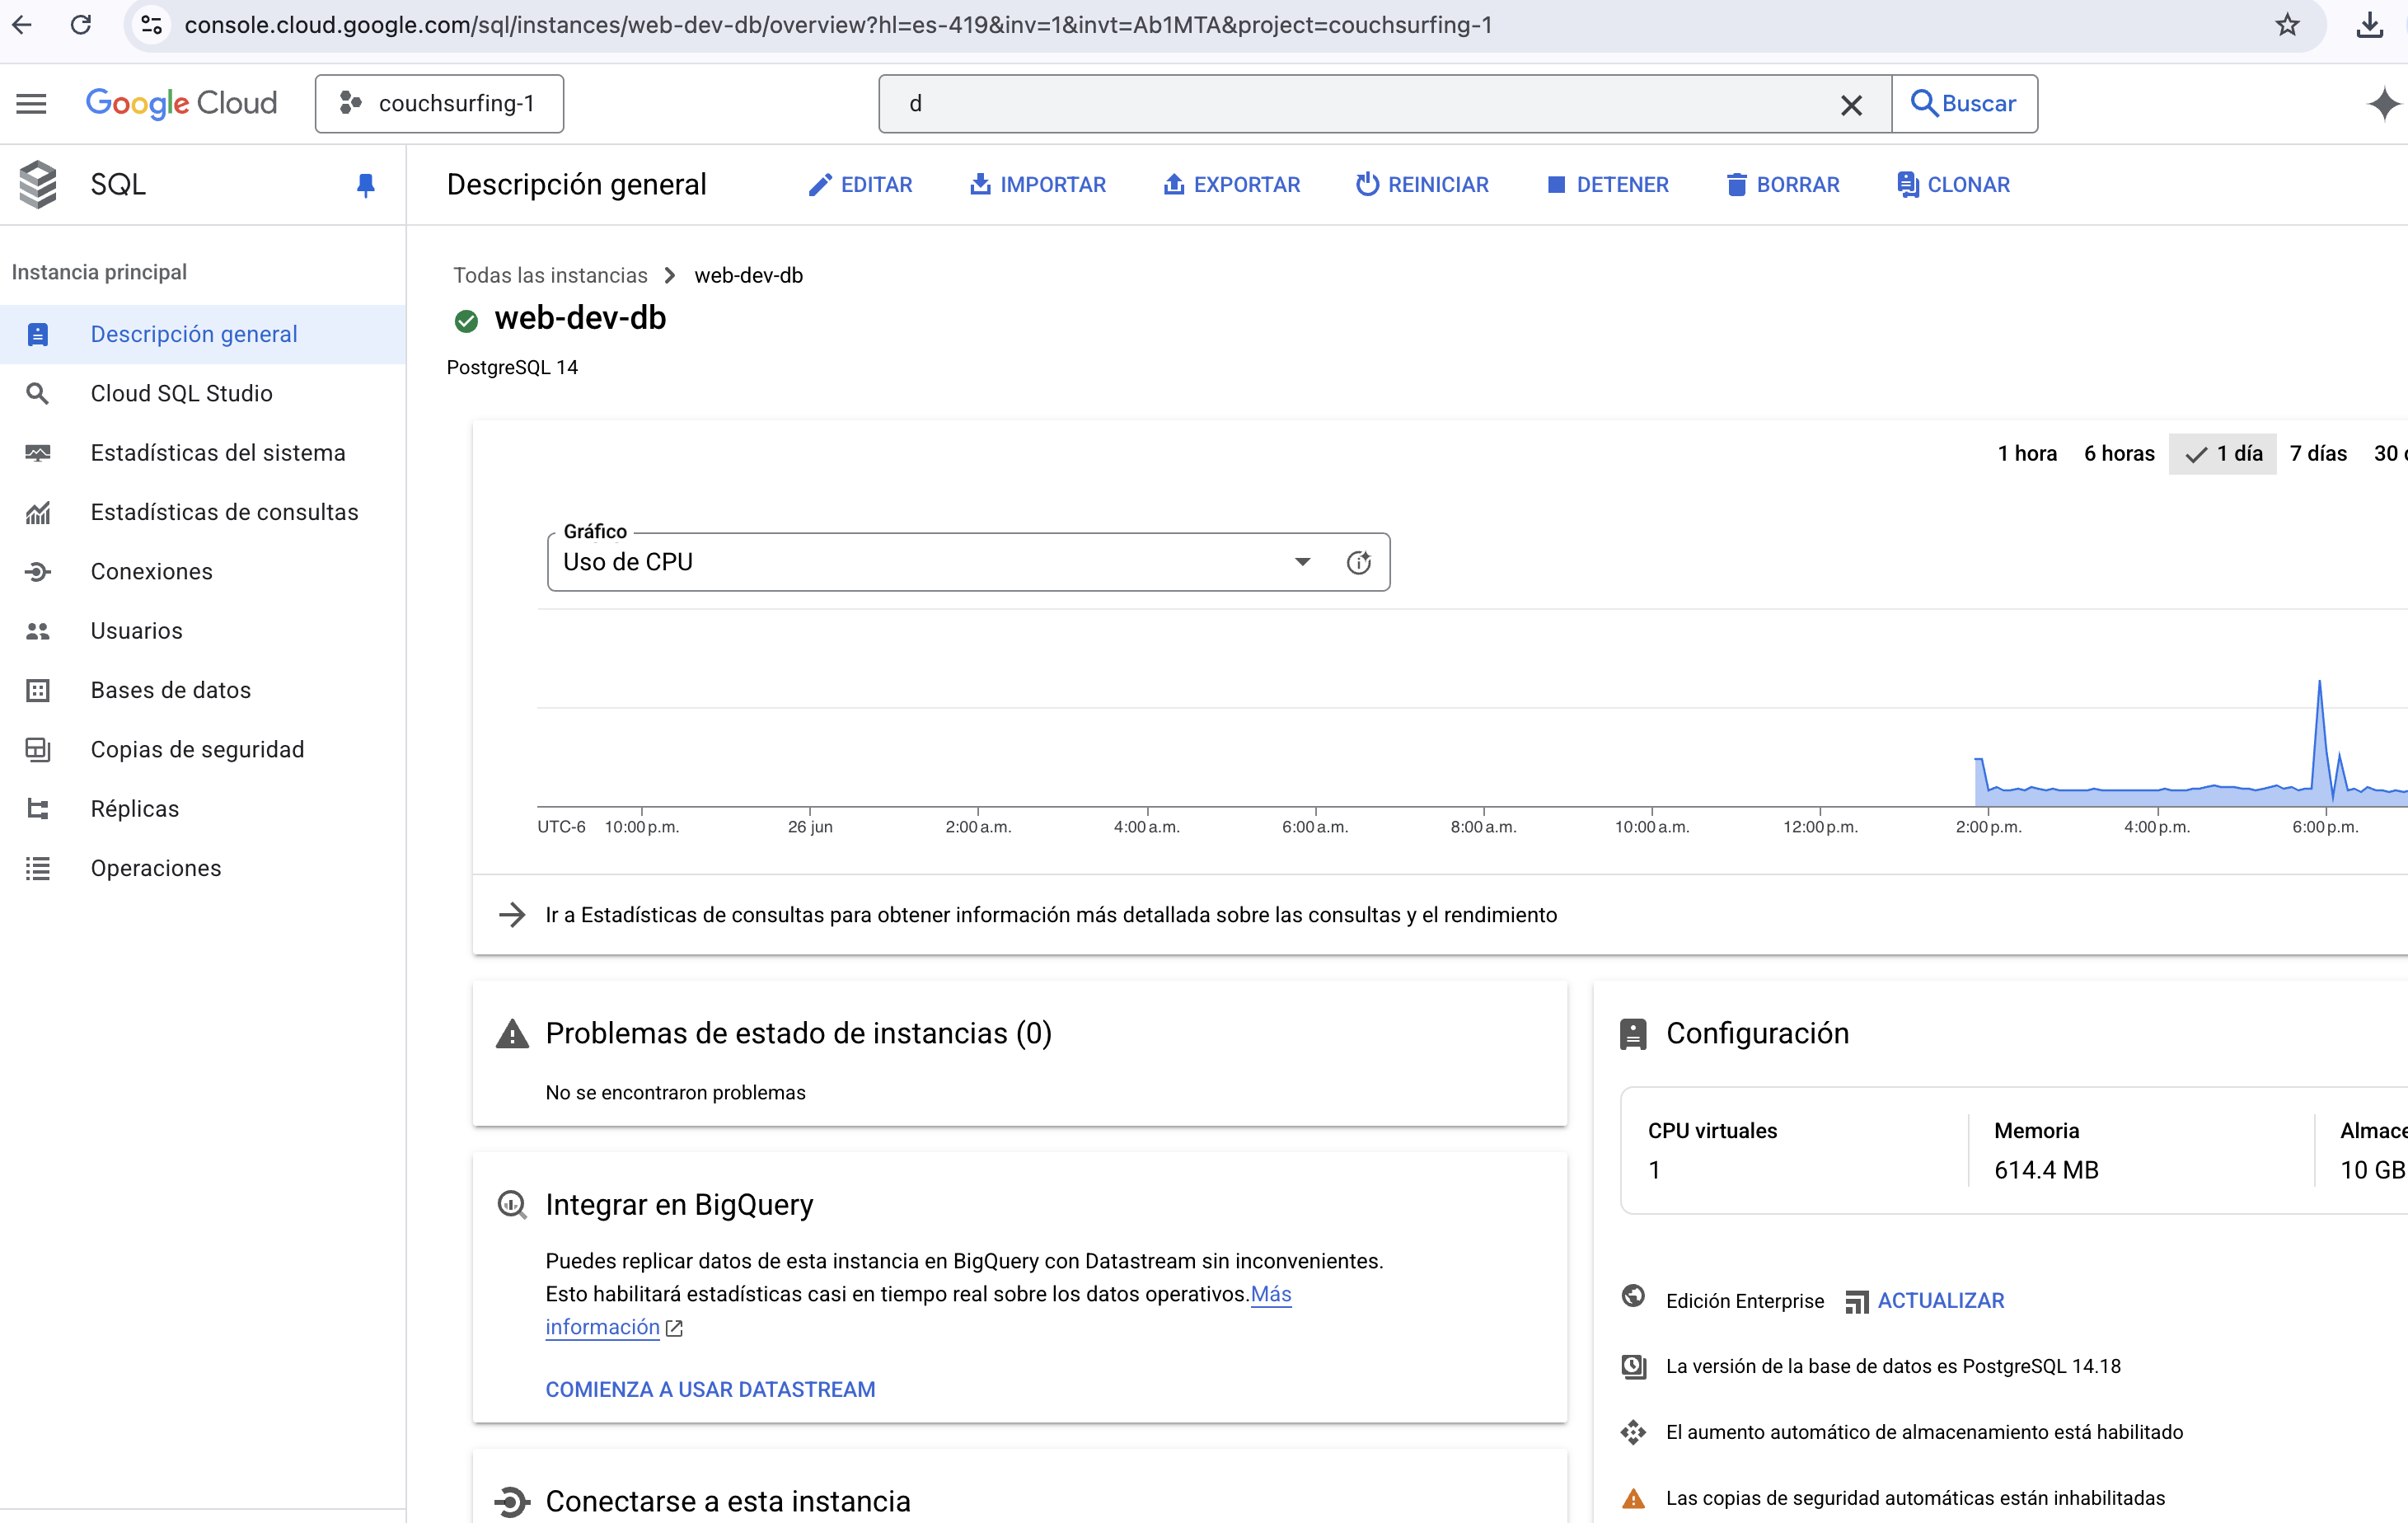 console.cloud.google.com/sql/instances/web-dev-db/overview?hl=es-419&inv=1&invt=Ab1MTA&project=couchsurfing-1
Google Cloud
couchsurfing-1
d
Buscar
SQL
Descripción general
EDITAR
IMPORTAR
EXPORTAR
REINICIAR
DETENER
BORRAR
CLONAR
Instancia principal
Descripción general
Cloud SQL Studio
Estadísticas del sistema
Estadísticas de consultas
Conexiones
Usuarios
Bases de datos
Copias de seguridad
Réplicas
Operaciones
Todas las instancias
web-dev-db
web-dev-db
PostgreSQL 14
1 hora
6 horas
1 día
7 días
30
Gráfico
Uso de CPU
UTC-6
10:00 p.m.
26 jun
2:00 a.m.
4:00 a.m.
6:00 a.m.
8:00 a.m.
10:00 a.m.
12:00 p.m.
2:00 p.m.
4:00 p.m.
6:00 p.m.
Ir a Estadísticas de consultas para obtener información más detallada sobre las consultas y el rendimiento
Problemas de estado de instancias (0)
No se encontraron problemas
Integrar en BigQuery
Puedes replicar datos de esta instancia en BigQuery con Datastream sin inconvenientes.
Esto habilitará estadísticas casi en tiempo real sobre los datos operativos.Más
información
COMIENZA A USAR DATASTREAM
Conectarse a esta instancia
Configuración
CPU virtuales
1
Memoria
614.4 MB
Almace
10 GB
Edición Enterprise
ACTUALIZAR
La versión de la base de datos es PostgreSQL 14.18
El aumento automático de almacenamiento está habilitado
Las copias de seguridad automáticas están inhabilitadas